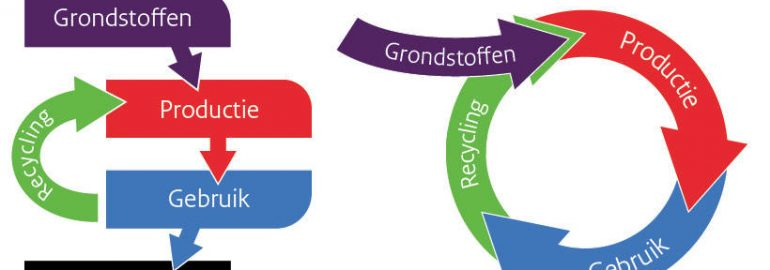 Grondstoffen
Productie
Recycling
Gebruik
Grondstoffen
Productie
Recycling
Gebruik